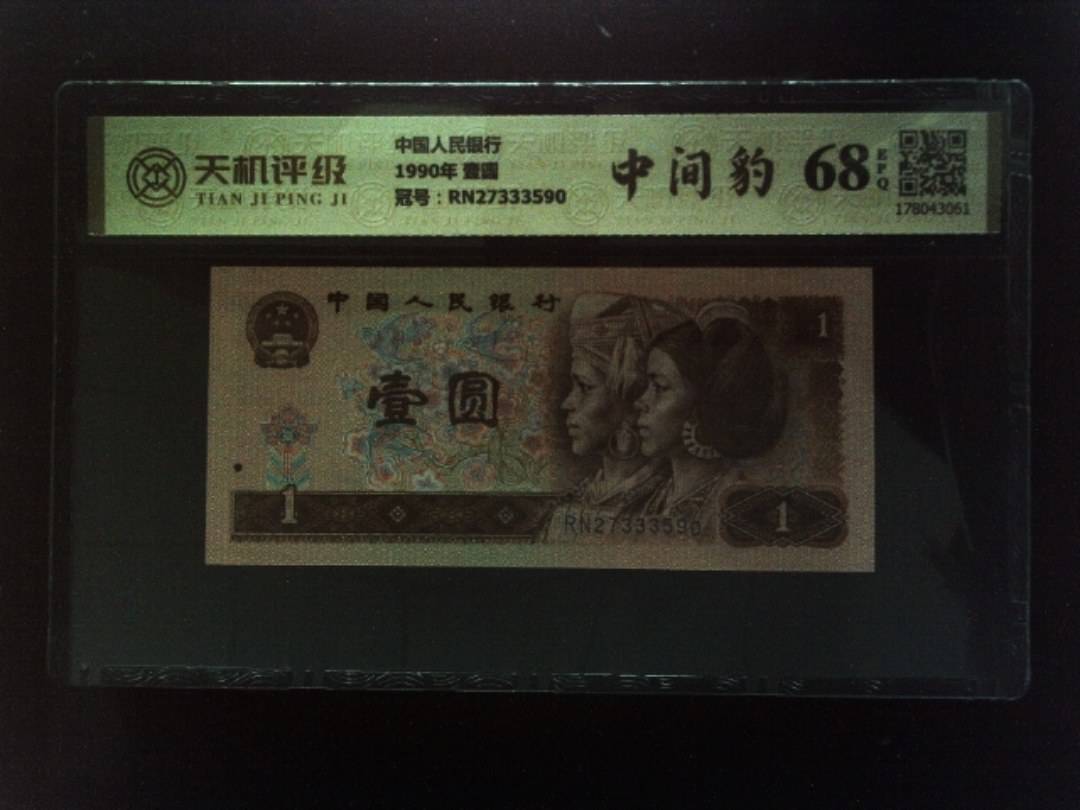 天机评级
TIAN JI PING JI
中国人民银行
1990年 壹圆
冠号：RN27333590
中间豹
68
EPQ
178043061
中国人民银行
1
壹圆
1
RN27333590
1